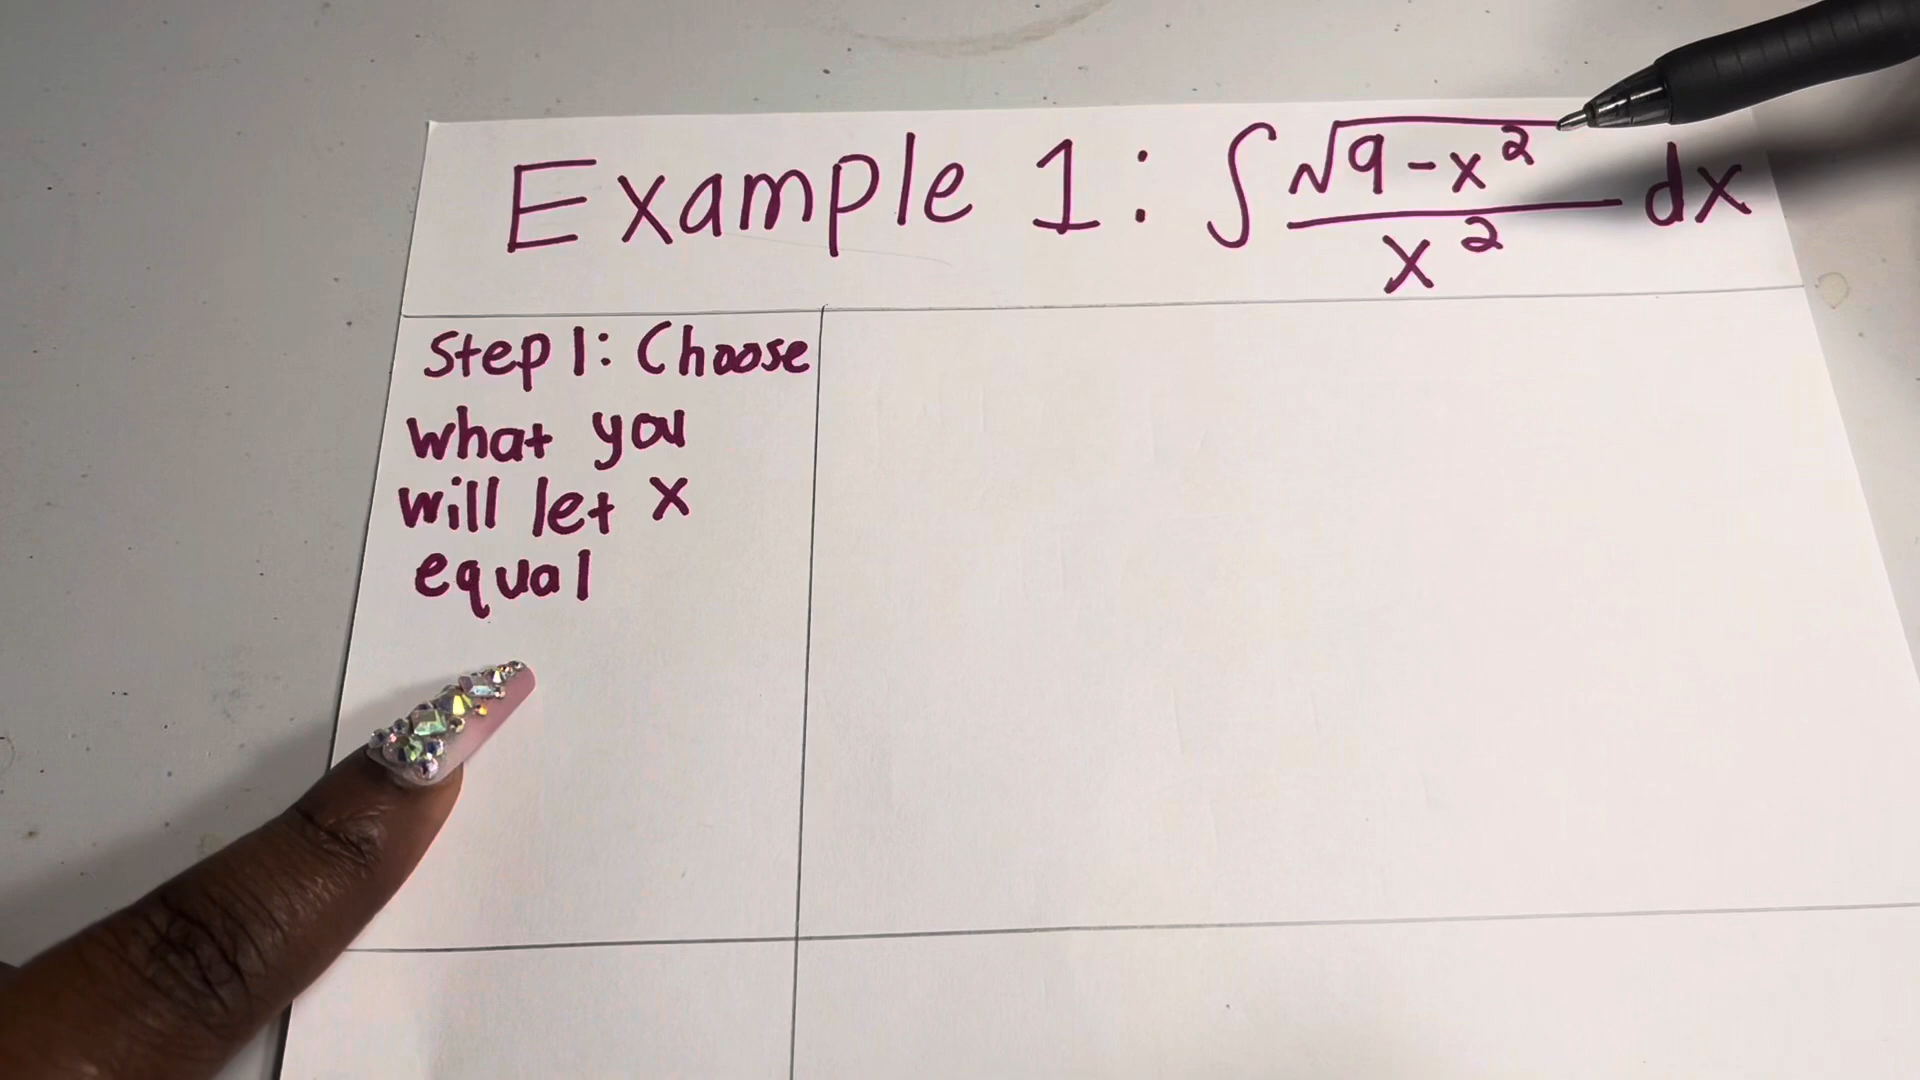 Example 1: ∫ √(9-x²) / x² dx
Step 1: Choose
what you
will let x
equal